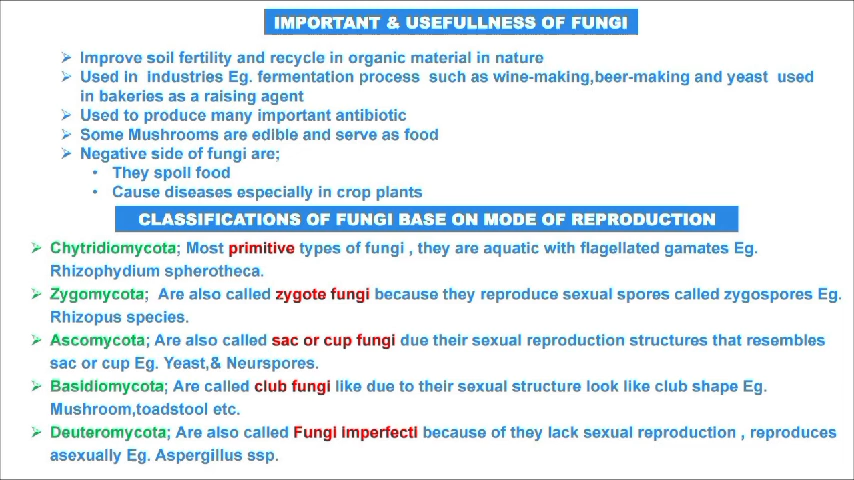 IMPORTANT & USEFULLNESS OF FUNGI
➢ Improve soil fertility and recycle in organic material in nature
➢ Used in industries Eg. fermentation process such as wine-making,beer-making and yeast used
in bakeries as a raising agent
➢ Used to produce many important antibiotic
➢ Some Mushrooms are edible and serve as food
➢ Negative side of fungi are;
• They spoil food
• Cause diseases especially in crop plants
CLASSIFICATIONS OF FUNGI BASE ON MODE OF REPRODUCTION
➢ Chytridiomycota; Most primitive types of fungi , they are aquatic with flagellated gamates Eg.
Rhizophydium spherotheca.
➢ Zygomycota; Are also called zygote fungi because they reproduce sexual spores called zygospores Eg.
Rhizopus species.
➢ Ascomycota; Are also called sac or cup fungi due their sexual reproduction structures that resembles
sac or cup Eg. Yeast,& Neurspores.
➢ Basidiomycota; Are called club fungi like due to their sexual structure look like club shape Eg.
Mushroom,toadstool etc.
➢ Deuteromycota; Are also called Fungi imperfecti because of they lack sexual reproduction , reproduces
asexually Eg. Aspergillus ssp.